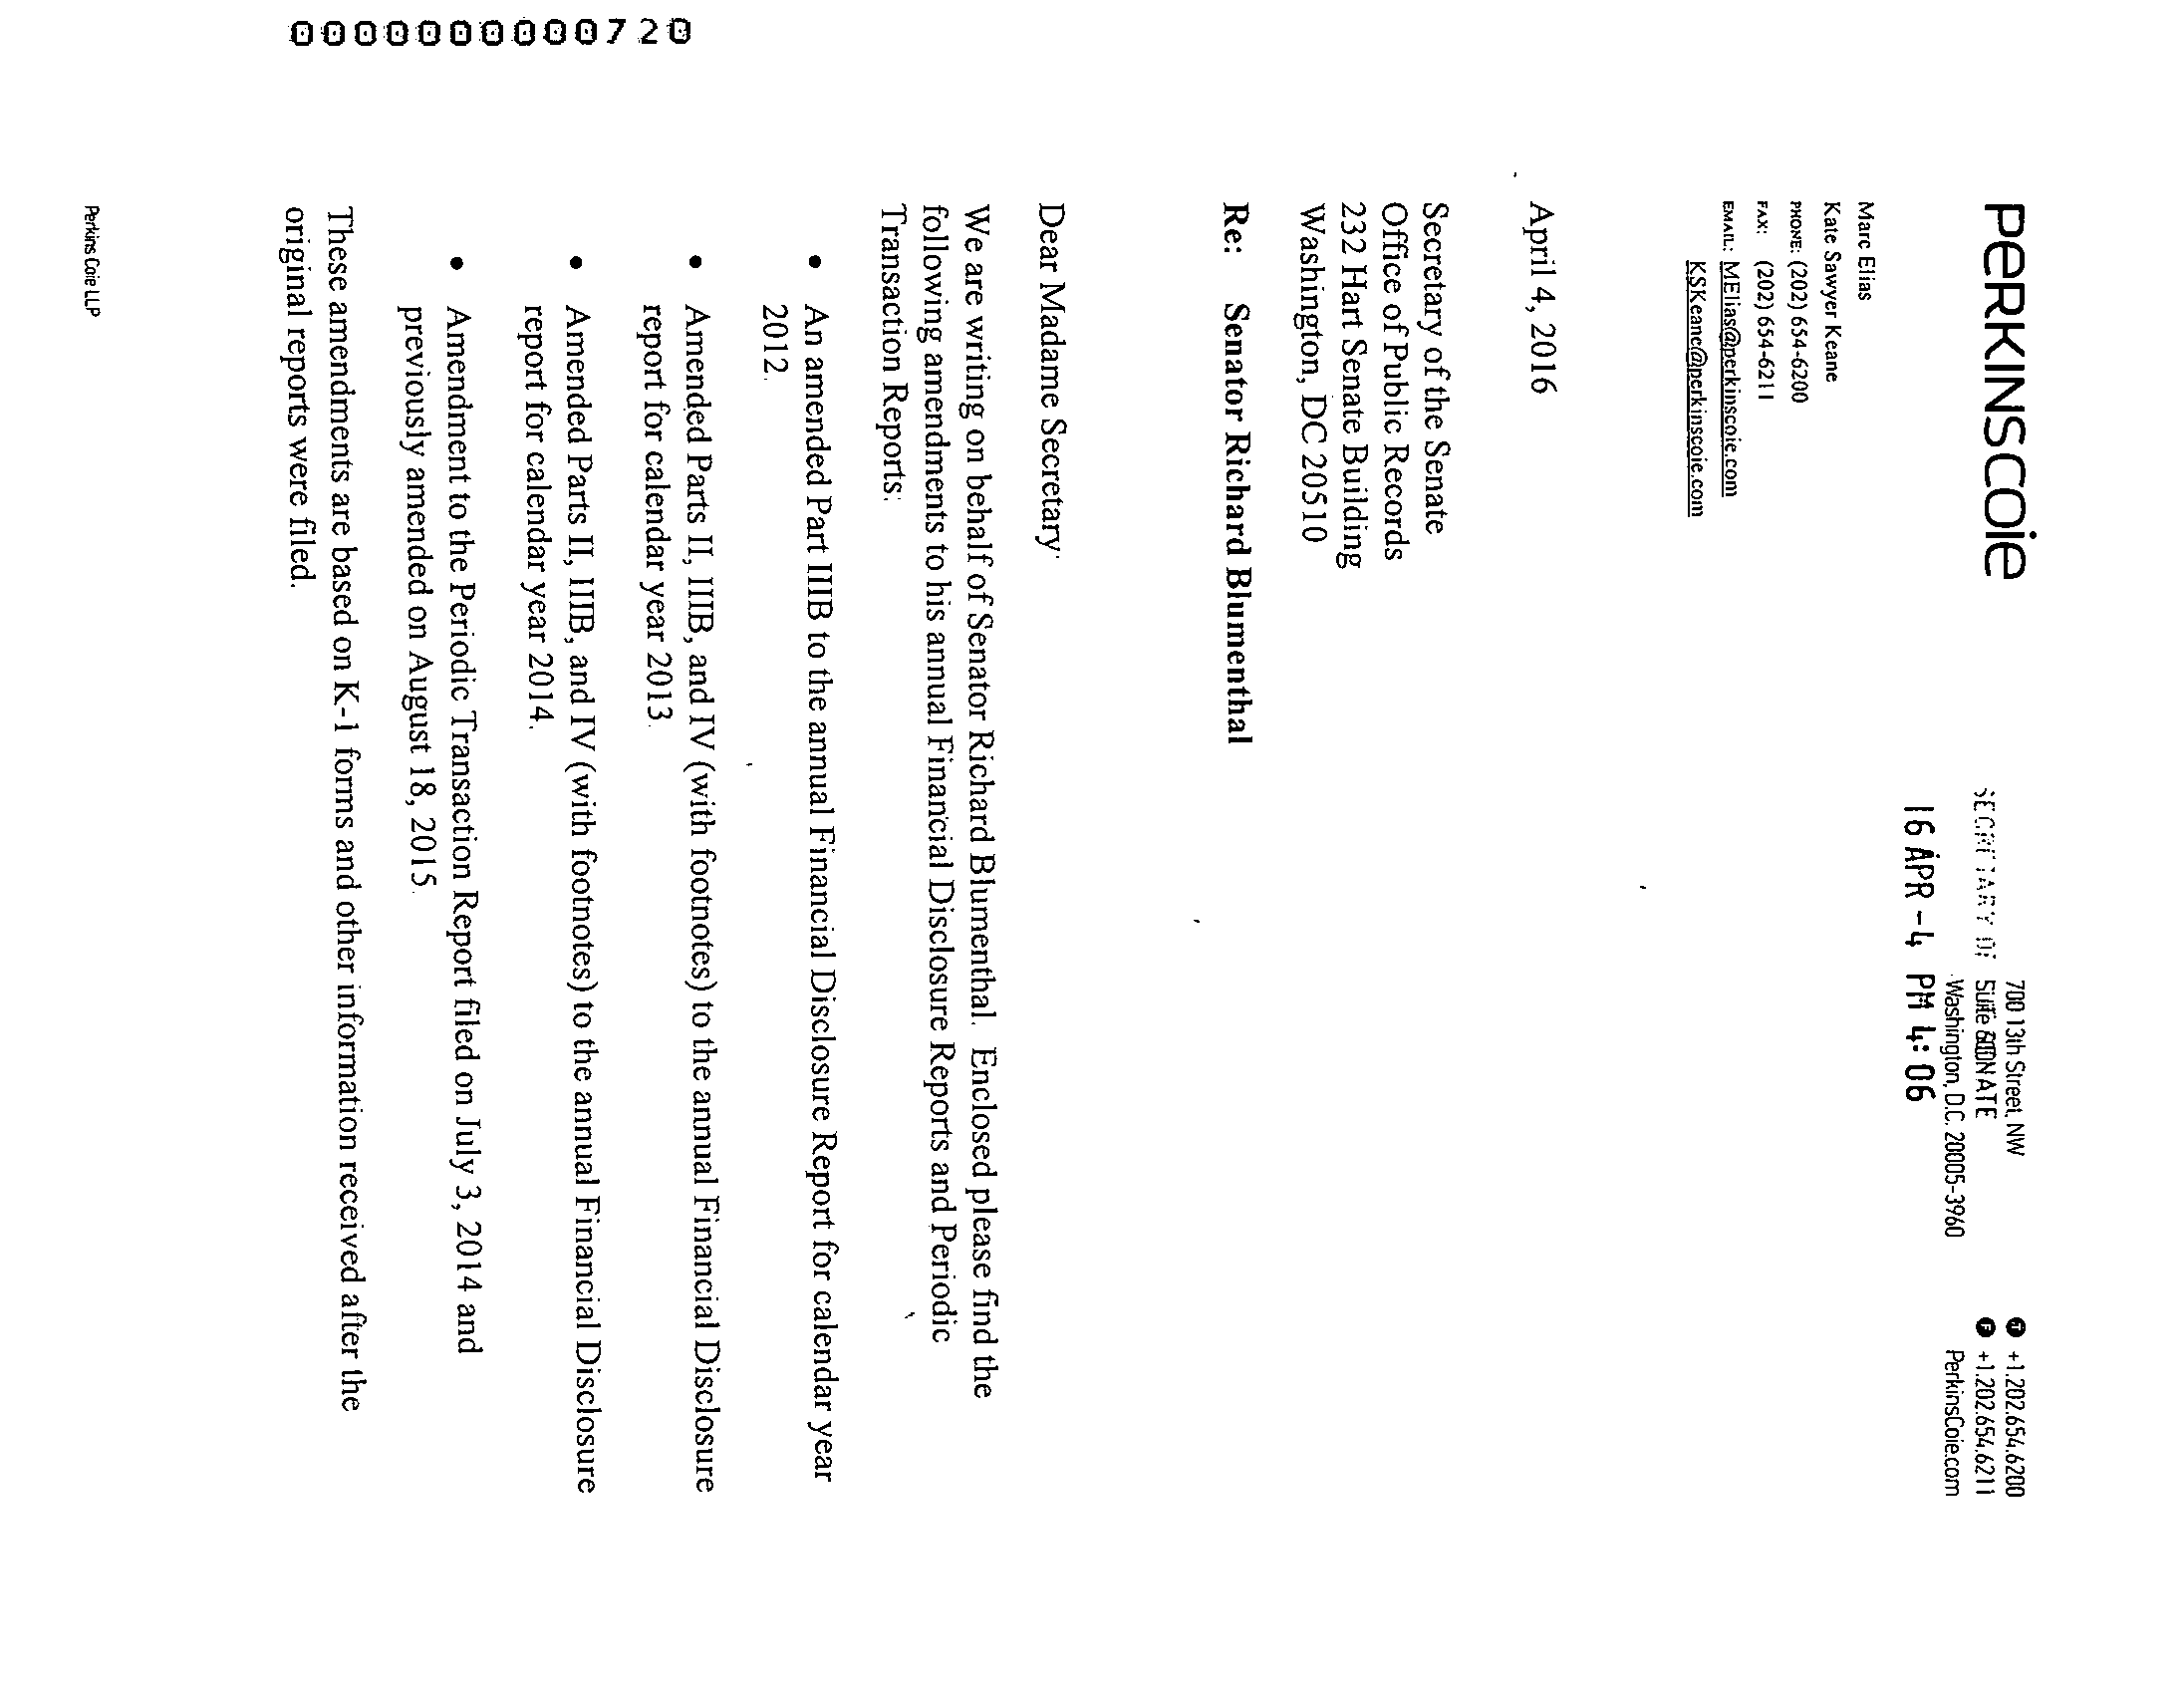 000000000720
PERKINSCOIE
700 13th Street, NW
Suite
Washington, D.C. 20005-3960
+1.202.654.6200
+1.202.654.6211
PerkinsCoie.com
SECRETARY OF
SENATE
16 APR -4 PM 4:06
Marc Elias
Kate Sawyer Keane
PHONE: (202) 654-6200
FAX: (202) 654-6211
EMAIL: MElias@perkinscoie.com
KSKeane@perkinscoie.com
April 4, 2016
Secretary of the Senate
Office of Public Records
232 Hart Senate Building
Washington, DC 20510
Re: Senator Richard Blumenthal
Dear Madame Secretary:
We are writing on behalf of Senator Richard Blumenthal. Enclosed please find the
following amendments to his annual Financial Disclosure Reports and Periodic
Transaction Reports:
• An amended Part IIIB to the annual Financial Disclosure Report for calendar year
2012.
• Amended Parts II, IIIB, and IV (with footnotes) to the annual Financial Disclosure
report for calendar year 2013.
• Amended Parts II, IIIB, and IV (with footnotes) to the annual Financial Disclosure
report for calendar year 2014.
• Amendment to the Periodic Transaction Report filed on July 3, 2014 and
previously amended on August 18, 2015.
These amendments are based on K-1 forms and other information received after the
original reports were filed.
Perkins Coie LLP